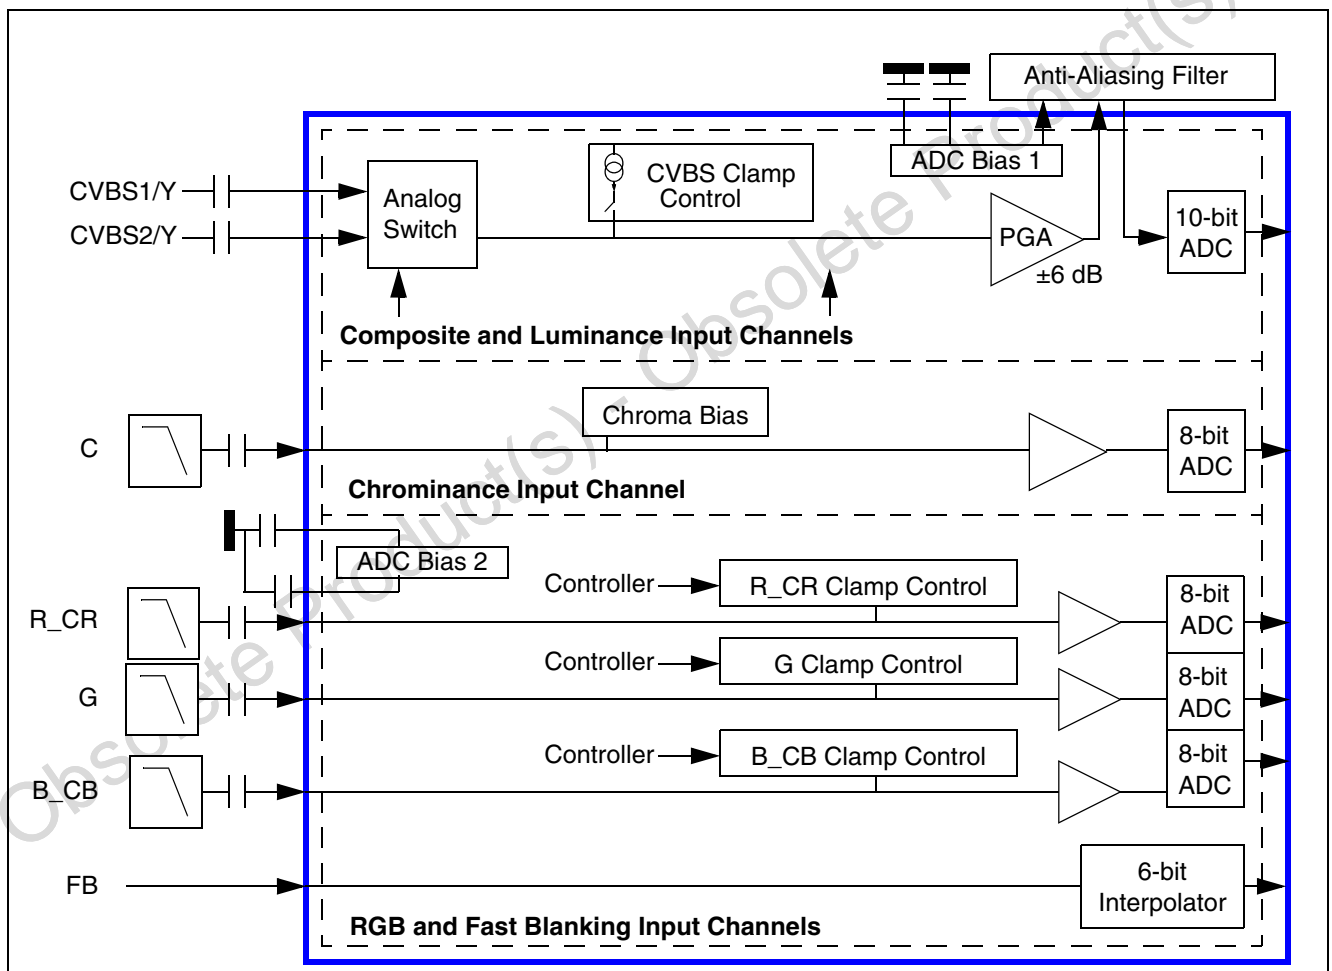 Anti-Aliasing Filter
ADC Bias 1
CVBS1/Y
CVBS2/Y
Analog
Switch
CVBS Clamp
Control
PGA
±6 dB
10-bit
ADC
Composite and Luminance Input Channels
C
Chroma Bias
8-bit
ADC
Chrominance Input Channel
ADC Bias 2
R_CR
Controller
R_CR Clamp Control
8-bit
ADC
G
Controller
G Clamp Control
8-bit
ADC
B_CB
Controller
B_CB Clamp Control
8-bit
ADC
FB
6-bit
Interpolator
RGB and Fast Blanking Input Channels
Obsolete Product(s) - Obsolete Product(s)